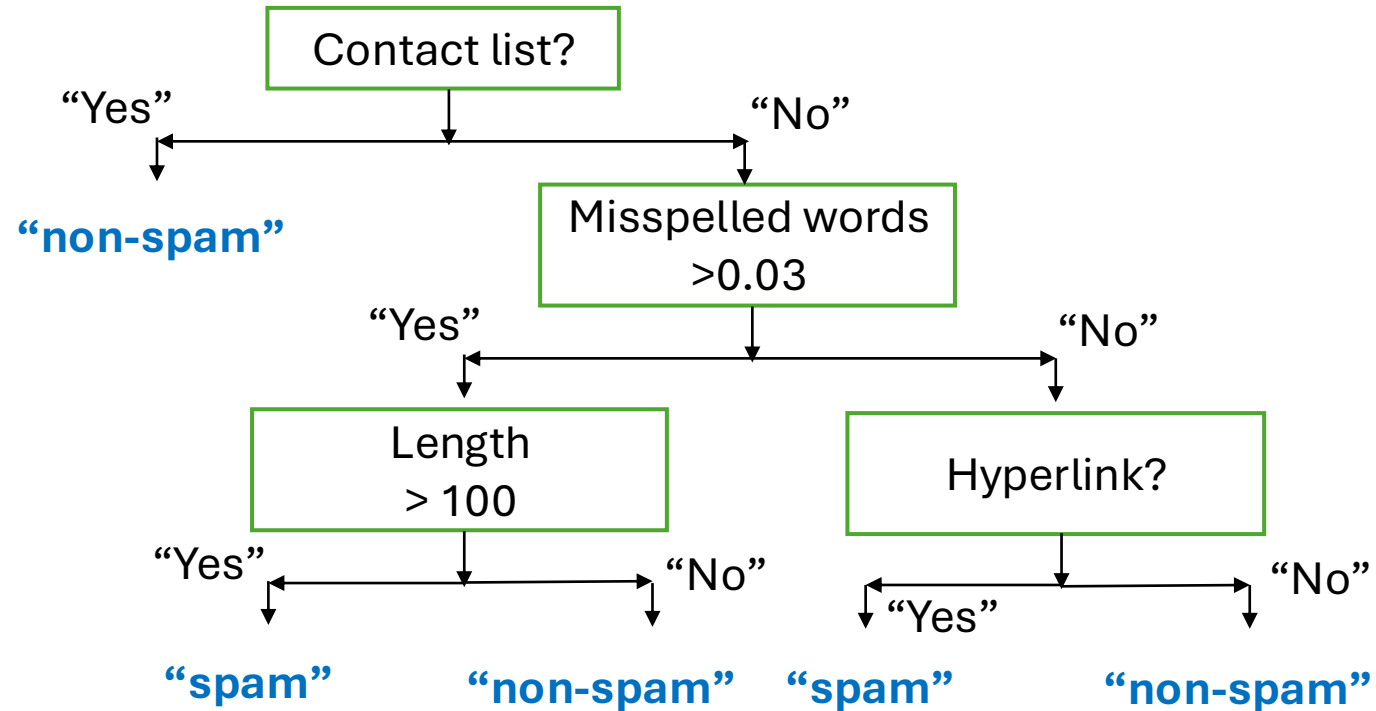 Contact list?
“Yes”
“No”
“non-spam”
Misspelled words
>0.03
“Yes”
“No”
Length
> 100
Hyperlink?
“Yes”
“No”
“Yes”
“No”
“spam”
“non-spam”
“spam”
“non-spam”